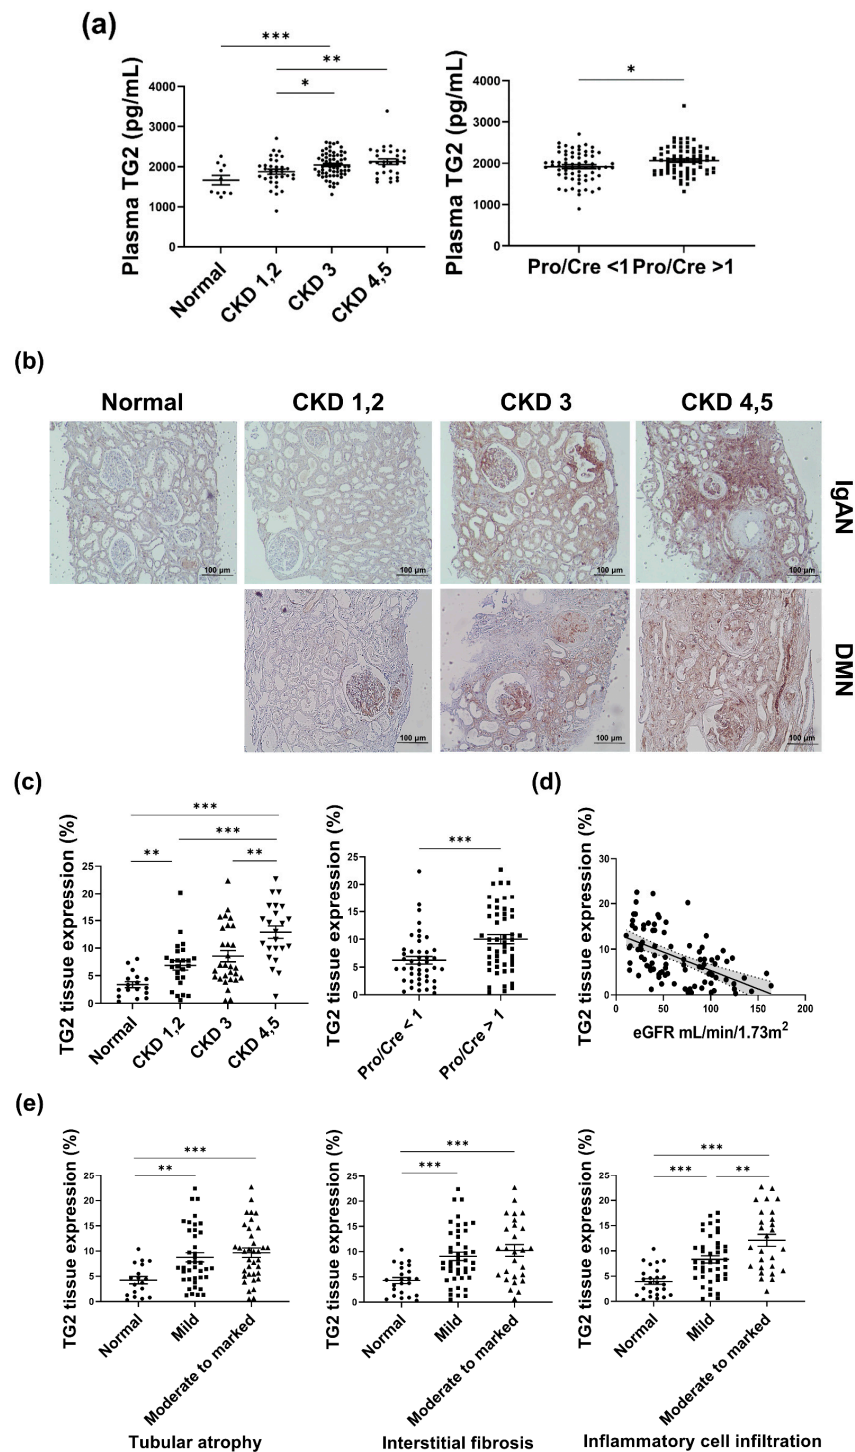 (a)
***
**
*
Plasma TG2 (pg/mL)
4000
3000
2000
1000
0
Normal
CKD 1,2
CKD 3
CKD 4,5
*
Plasma TG2 (pg/mL)
4000
3000
2000
1000
0
Pro/Cre <1
Pro/Cre >1
(b)
Normal
CKD 1,2
CKD 3
CKD 4,5
100 µm
100 µm
100 µm
100 µm
IgAN
100 µm
100 µm
100 µm
DMN
(c)
***
***
**
**
TG2 tissue expression (%)
25
20
15
10
5
0
Normal
CKD 1,2
CKD 3
CKD 4,5
***
TG2 tissue expression (%)
25
20
15
10
5
0
Pro/Cre < 1
Pro/Cre > 1
(d)
TG2 tissue expression (%)
30
20
10
0
0
50
100
150
200
eGFR mL/min/1.73m²
(e)
***
**
TG2 tissue expression (%)
25
20
15
10
5
0
Normal
Mild
Moderate to marked
Tubular atrophy
***
***
TG2 tissue expression (%)
25
20
15
10
5
0
Normal
Mild
Moderate to marked
Interstitial fibrosis
***
***
**
TG2 tissue expression (%)
25
20
15
10
5
0
Normal
Mild
Moderate to marked
Inflammatory cell infiltration